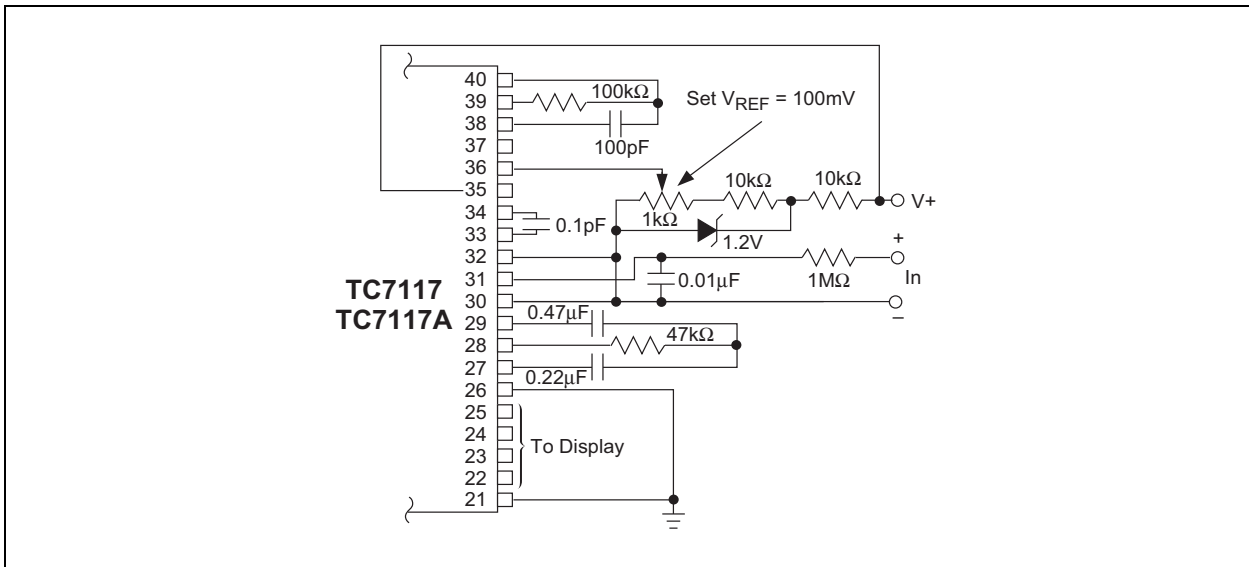 40
39
38
37
36
35
34
33
32
31
30
29
28
27
26
25
24
23
22
21
TC7117
TC7117A
100kΩ
100pF
Set VREF = 100mV
1kΩ
10kΩ
10kΩ
V+
1.2V
0.1pF
+
In
–
1MΩ
0.01µF
0.47µF
47kΩ
0.22µF
To Display